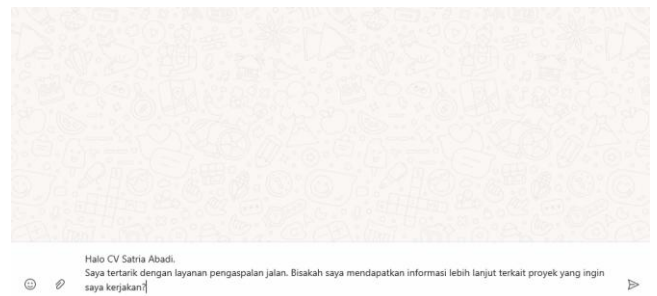 Halo CV Satria Abadi.
Saya tertarik dengan layanan pengaspalan jalan. Bisakah saya mendapatkan informasi lebih lanjut terkait proyek yang ingin
saya kerjakan?